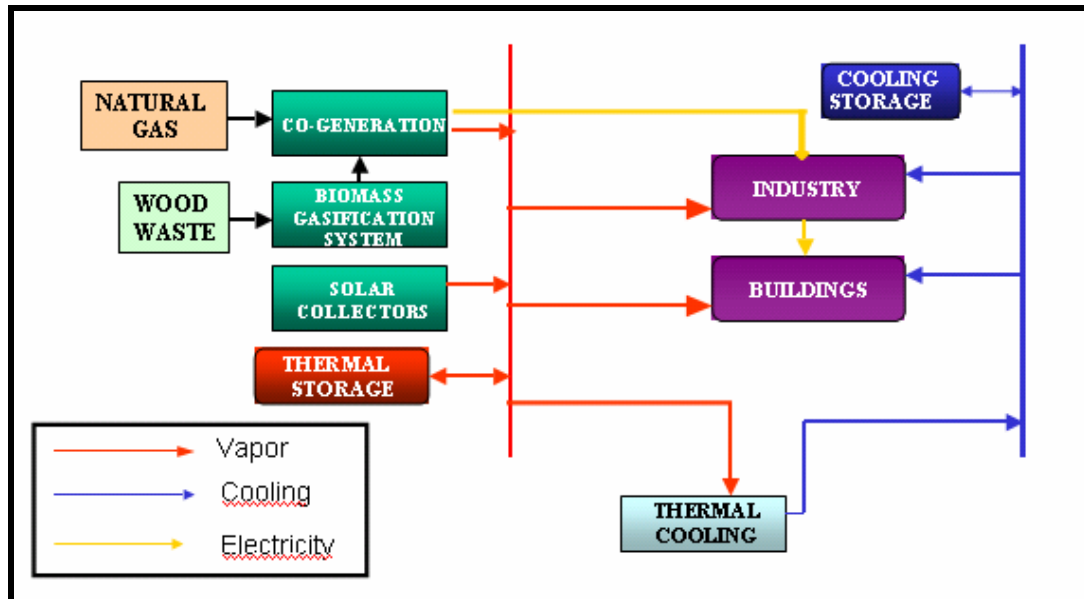 NATURAL
GAS
CO-GENERATION
COOLING
STORAGE
WOOD
WASTE
BIOMASS
GASIFICATION
SYSTEM
INDUSTRY
SOLAR
COLLECTORS
BUILDINGS
THERMAL
STORAGE
Vapor
Cooling
Electricity
THERMAL
COOLING